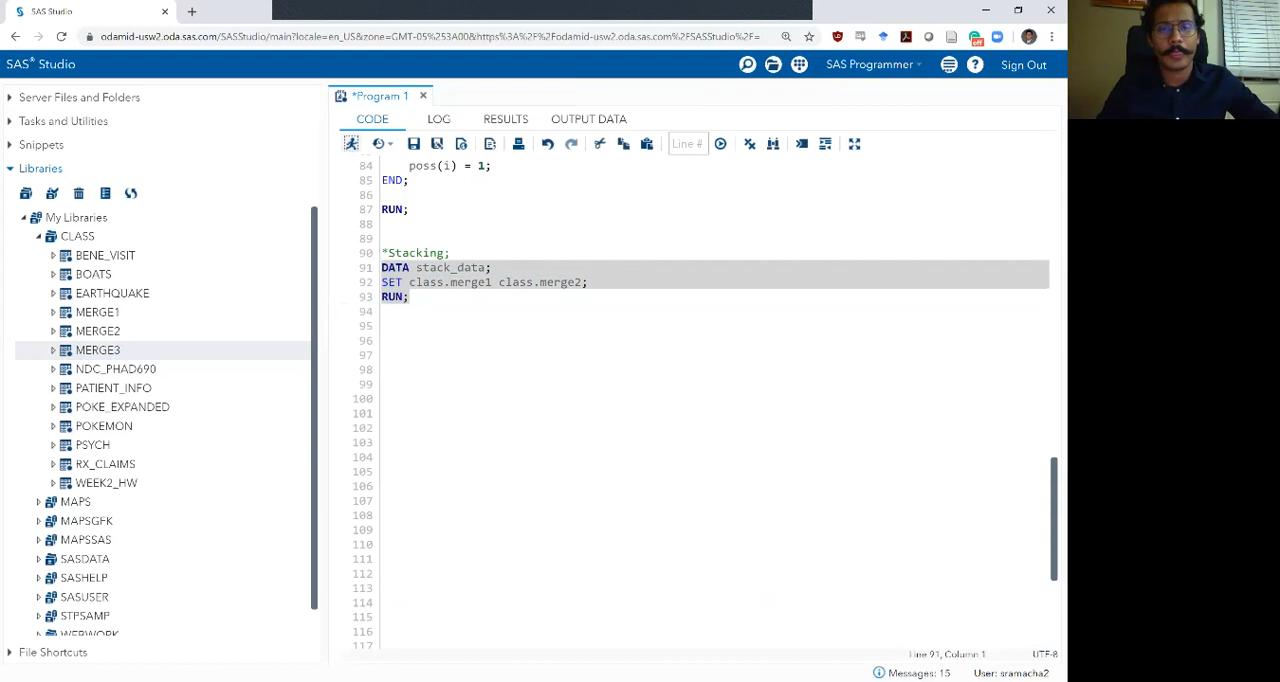 SAS Studio
odamid-usw2.oda.sas.com/SASStudio/main?locale=en_US&zone=GMT-05%253A00&https%3A%2F%2Fodamid-usw2.oda.sas.com%2FSASStudio%2F=
SAS® Studio
SAS Programmer
Sign Out
Server Files and Folders
Tasks and Utilities
Snippets
Libraries
My Libraries
CLASS
BENE_VISIT
BOATS
EARTHQUAKE
MERGE1
MERGE2
MERGE3
NDC_PHAD690
PATIENT_INFO
POKE_EXPANDED
POKEMON
PSYCH
RX_CLAIMS
WEEK2_HW
MAPS
MAPSGFK
MAPSSAS
SASDATA
SASHELP
SASUSER
STPSAMP
WEBWORK
File Shortcuts
*Program 1
CODE LOG RESULTS OUTPUT DATA
Line #
84 poss(i) = 1;
85 END;
86
87 RUN;
88
89
90 *Stacking;
91 DATA stack_data;
92 SET class.merge1 class.merge2;
93 RUN;
94
95
96
97
98
99
100
101
102
103
104
105
106
107
108
109
110
111
112
113
114
115
116
117
Line 91, Column 1 UTF-8
Messages: 15 User: sramacha2